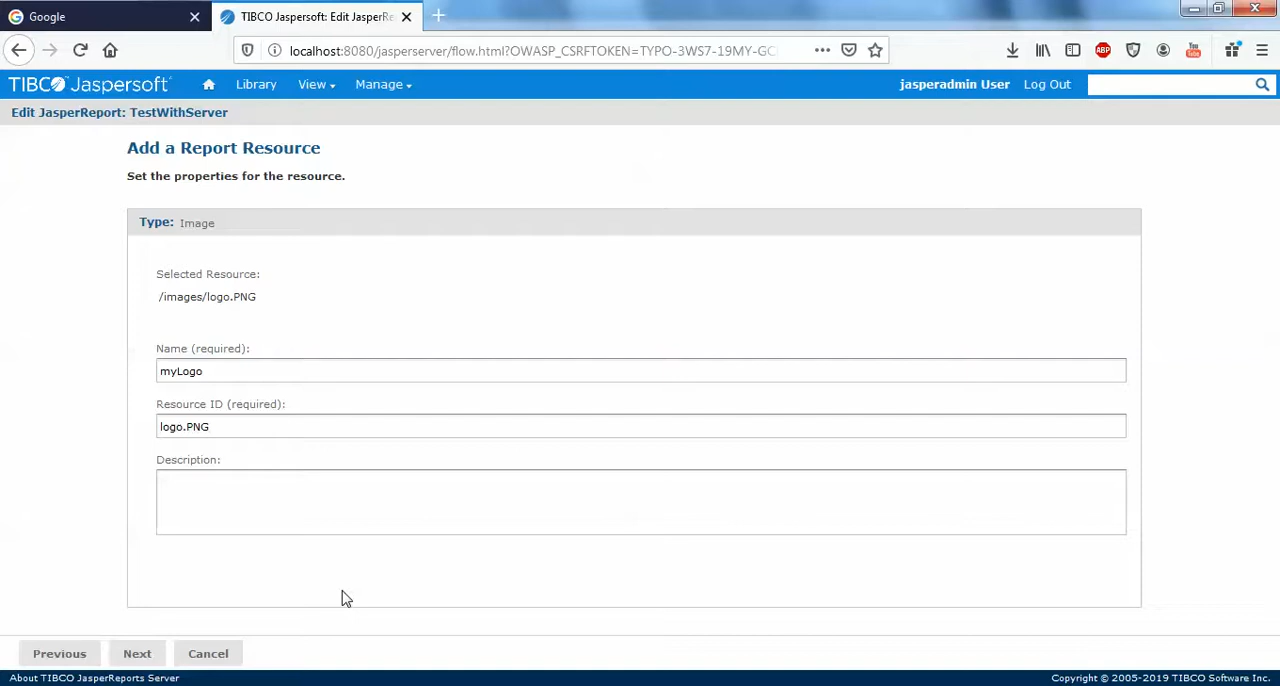 Google
TIBCO Jaspersoft: Edit JasperRe
localhost:8080/jasperserver/flow.html?OWASP_CSRFTOKEN=TYPO-3WS7-19MY-GC
ABP
You Tube
TIBCO Jaspersoft
Library
View
Manage
jasperadmin User
Log Out
Edit JasperReport: TestWithServer
Add a Report Resource
Set the properties for the resource.
Type: Image
Selected Resource:
/images/logo.PNG
Name (required):
myLogo
Resource ID (required):
logo.PNG
Description:
Previous
Next
Cancel
About TIBCO JasperReports Server
Copyright © 2005-2019 TIBCO Software Inc.